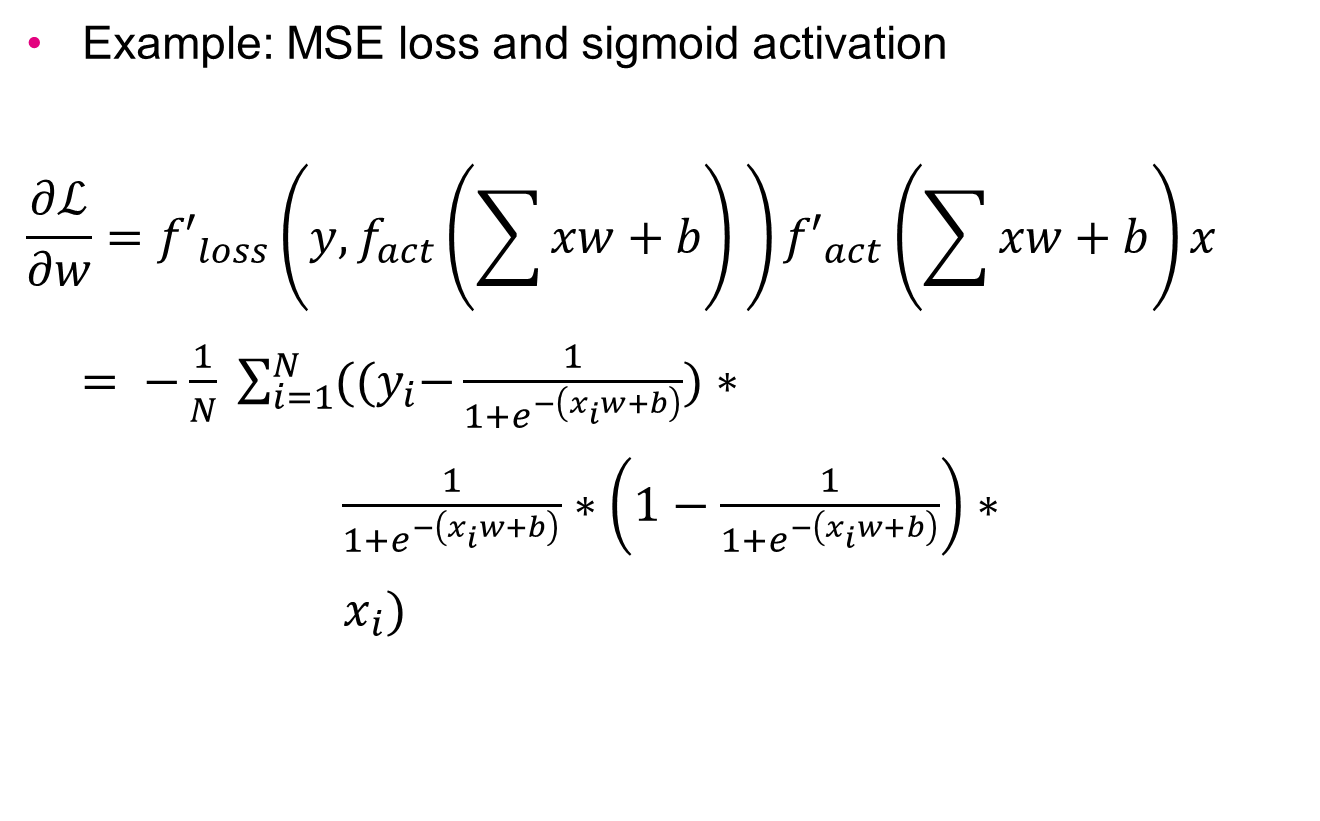 • Example: MSE loss and sigmoid activation
∂ℒ/∂w = f′_loss (y, f_act (∑ xw + b)) f′_act (∑ xw + b) x
= −1/N ∑_{i=1}^{N}((y_i − 1/(1+e^{−(x_i w+b)})) ∗
1/(1+e^{−(x_i w+b)}) ∗ (1 − 1/(1+e^{−(x_i w+b)})) ∗
x_i)